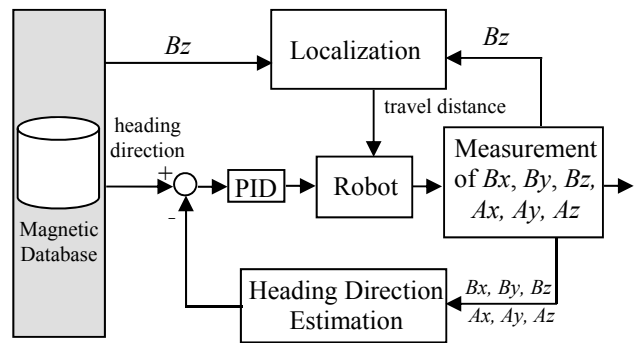 Bz
Localization
Bz
travel distance
heading
direction
+
-
PID
Robot
Measurement
of Bx, By, Bz,
Ax, Ay, Az
Magnetic
Database
Heading Direction
Estimation
Bx, By, Bz
Ax, Ay, Az